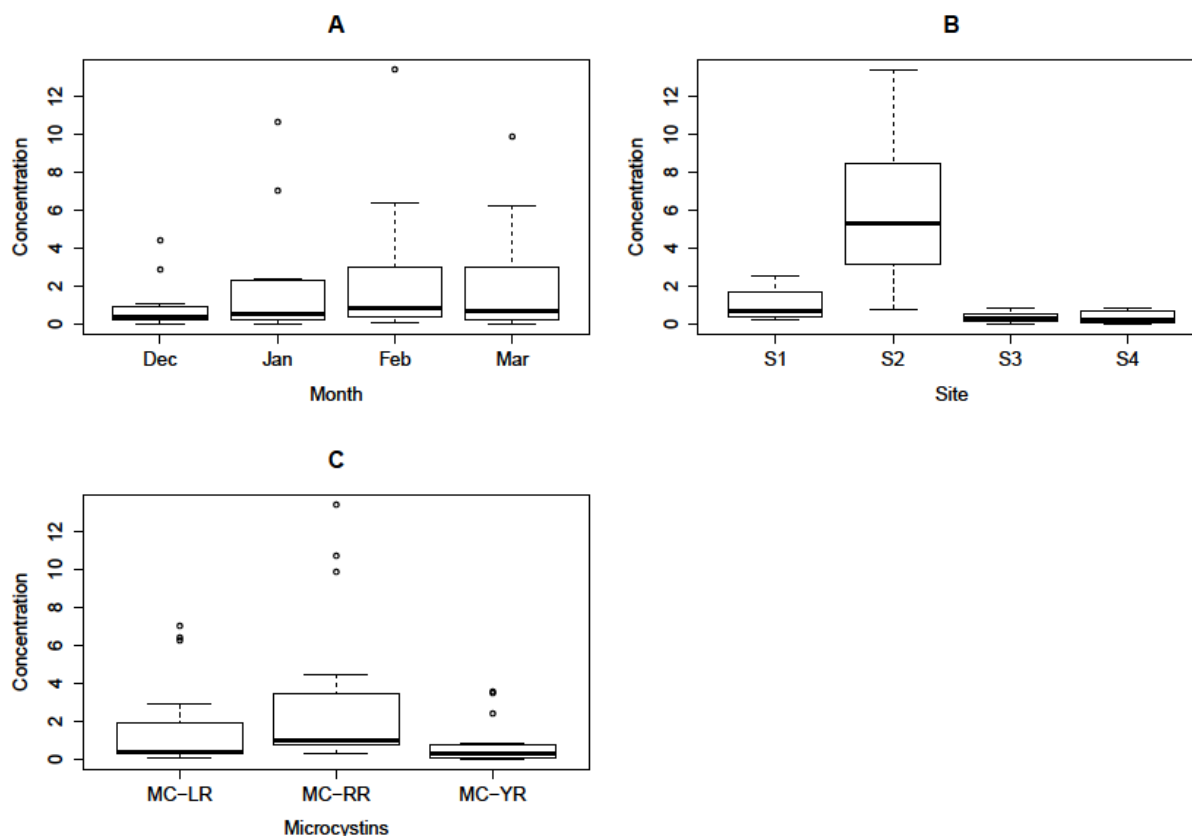 A
Concentration
0 2 4 6 8 10 12
Dec Jan Feb Mar
Month
B
Concentration
0 2 4 6 8 10 12
S1 S2 S3 S4
Site
C
Concentration
0 2 4 6 8 10 12
MC−LR MC−RR MC−YR
Microcystins